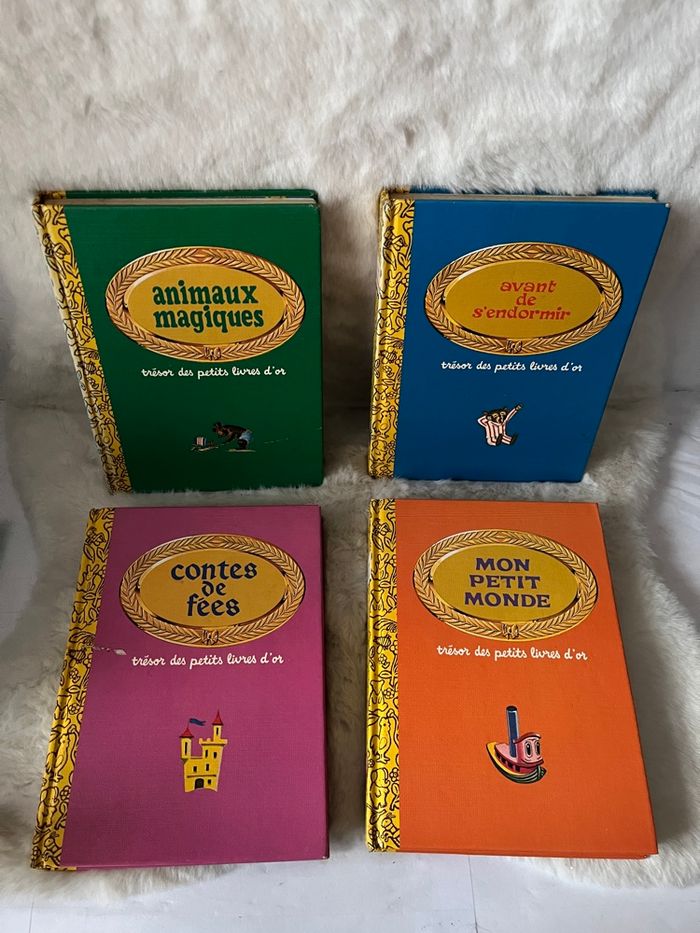 animaux
magiques
trésor des petits livres d'or
avant
de
s'endormir
trésor des petits livres d'or
contes
de
fées
trésor des petits livres d'or
MON
PETIT
MONDE
trésor des petits livres d'or